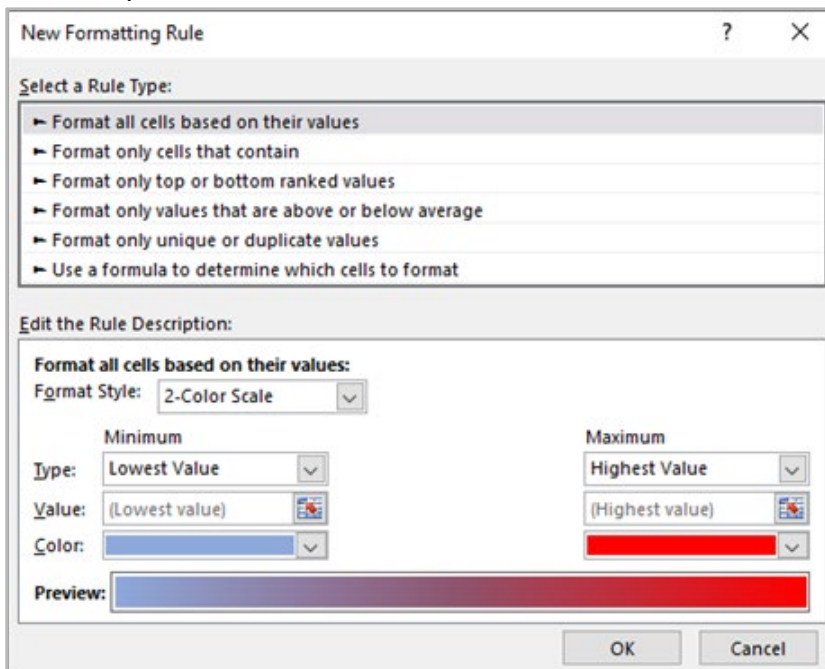 New Formatting Rule ? ×
Select a Rule Type:
► Format all cells based on their values
► Format only cells that contain
► Format only top or bottom ranked values
► Format only values that are above or below average
► Format only unique or duplicate values
► Use a formula to determine which cells to format
Edit the Rule Description:
Format all cells based on their values:
Format Style: 2-Color Scale
Minimum Maximum
Type: Lowest Value Highest Value
Value: (Lowest value) (Highest value)
Color:
Preview:
OK Cancel